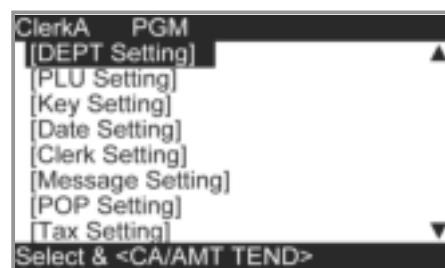 ClerkA PGM
[DEPT Setting]
[PLU Setting]
[Key Setting]
[Date Setting]
[Clerk Setting]
[Message Setting]
[POP Setting]
[Tax Setting]
Select & <CA/AMT TEND>